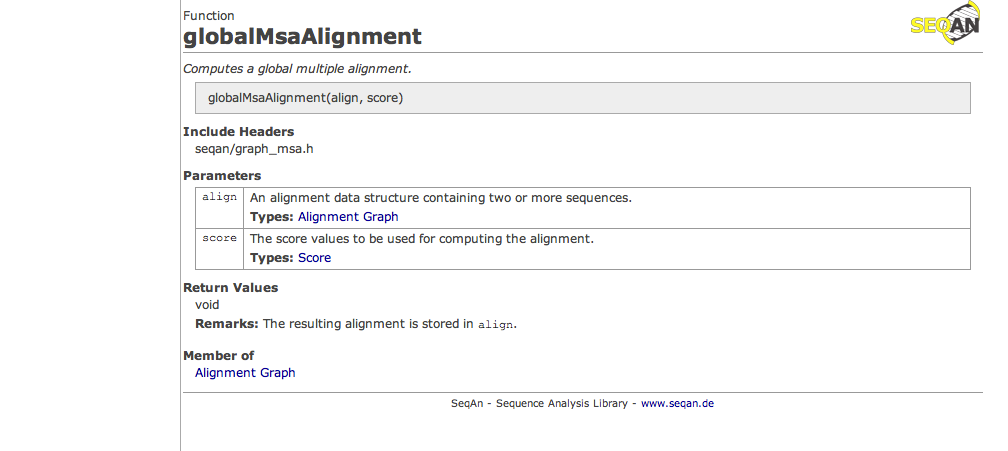 Function
SEQAN
globalMsaAlignment
Computes a global multiple alignment.
globalMsaAlignment(align, score)
Include Headers
seqan/graph_msa.h
Parameters
align An alignment data structure containing two or more sequences.
Types: Alignment Graph
score The score values to be used for computing the alignment.
Types: Score
Return Values
void
Remarks: The resulting alignment is stored in align.
Member of
Alignment Graph
SeqAn - Sequence Analysis Library - www.seqan.de